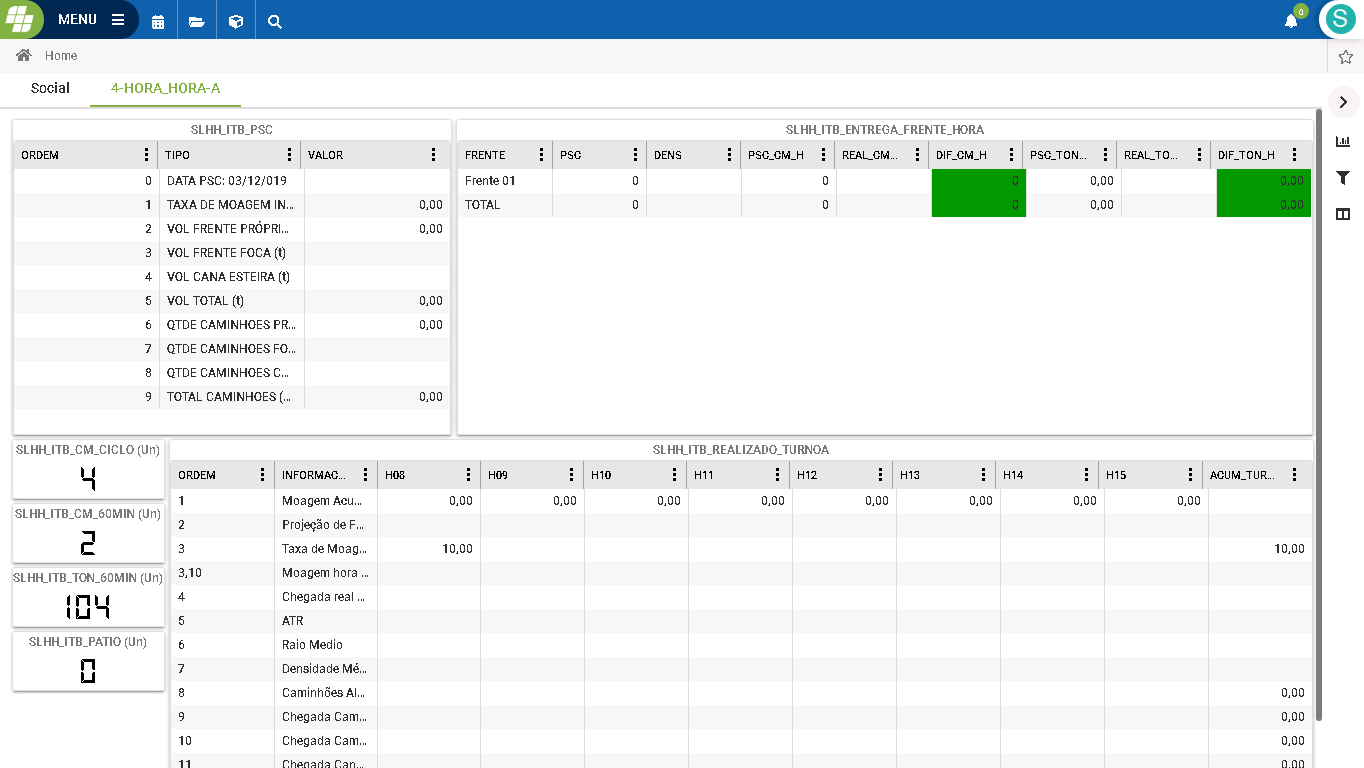 MENU
0
S
Home
Social 4-HORA_HORA-A
SLHH_ITB_PSC
ORDEM TIPO VALOR
0 DATA PSC: 03/12/019
1 TAXA DE MOAGEM IN... 0,00
2 VOL FRENTE PRÓPRI... 0,00
3 VOL FRENTE FOCA (t)
4 VOL CANA ESTEIRA (t)
5 VOL TOTAL (t) 0,00
6 QTDE CAMINHOES PR... 0,00
7 QTDE CAMINHOES FO...
8 QTDE CAMINHOES C...
9 TOTAL CAMINHOES (... 0,00
SLHH_ITB_ENTREGA_FRENTE_HORA
FRENTE PSC DENS PSC_CM_H REAL_CM... DIF_CM_H PSC_TON... REAL_TO... DIF_TON_H
Frente 01 0 0 0 0,00 0,00
TOTAL 0 0 0 0,00 0,00
SLHH_ITB_CM_CICLO (Un)
4
SLHH_ITB_CM_60MIN (Un)
2
SLHH_ITB_TON_60MIN (Un)
104
SLHH_ITB_PATIO (Un)
0
SLHH_ITB_REALIZADO_TURNOA
ORDEM INFORMAC... H08 H09 H10 H11 H12 H13 H14 H15 ACUM_TUR...
1 Moagem Acu... 0,00 0,00 0,00 0,00 0,00 0,00 0,00 0,00
2 Projeção de F...
3 Taxa de Moag... 10,00 10,00
3,10 Moagem hora ...
4 Chegada real ...
5 ATR
6 Raio Medio
7 Densidade Mé...
8 Caminhões Al... 0,00
9 Chegada Cam... 0,00
10 Chegada Cam... 0,00
11 Chegada Can... 0,00